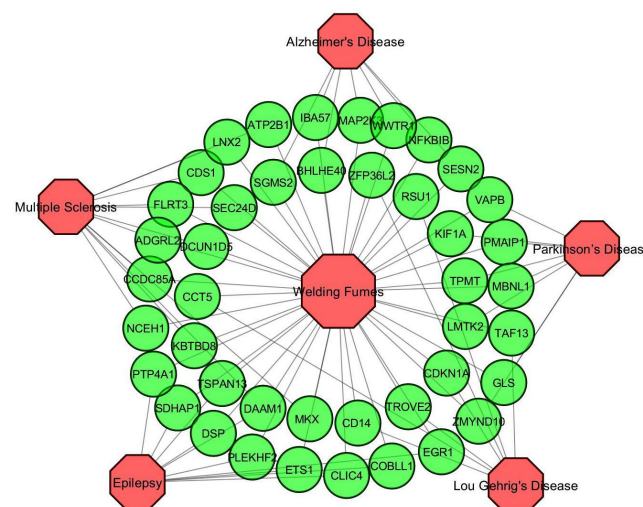 Alzheimer's Disease
IBA57
MAP2K3
ATP2B1
WWTR1
NFKBIB
LNX2
SESN2
CDS1
BHLHE40
ZFP36L2
SGMS2
RSU1
VAPB
FLRT3
SEC24D
Multiple Sclerosis
KIF1A
ADGRL2
DCUN1D5
PMAIP1
Parkinson's Diseas
CCDC85A
TPMT
MBNL1
Welding Fumes
CCT5
NCEH1
LMTK2
TAF13
KBTBD8
PTP4A1
CDKN1A
GLS
TSPAN13
SDHAP1
DAAM1
TROVE2
MKX
CD14
ZMYND10
DSP
EGR1
PLEKHF2
ETS1
COBLL1
CLIC4
Epilepsy
Lou Gehrig's Disease